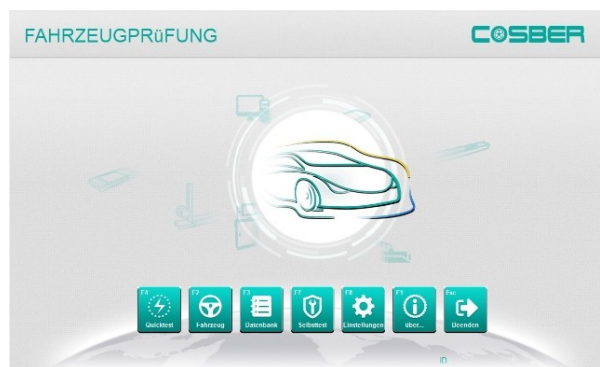 FAHRZEUGPRüFUNG
COSBER
F4 F2 F3 F7 F8 F1 Esc
Quicktest Fahrzeug Datenbank Selbsttest Einstellungen über... Beenden